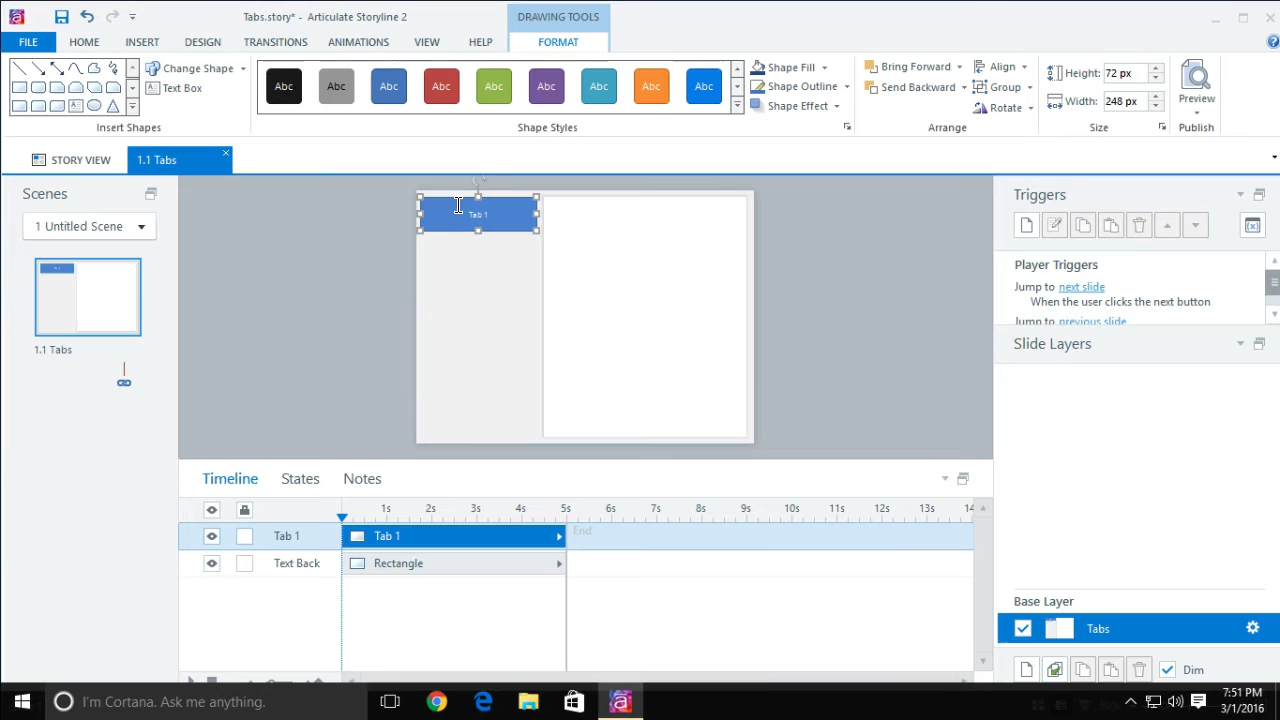 Tabs.story* - Articulate Storyline 2
DRAWING TOOLS
FILE HOME INSERT DESIGN TRANSITIONS ANIMATIONS VIEW HELP FORMAT
Change Shape
Text Box
Insert Shapes
Abc Abc Abc Abc Abc Abc Abc Abc Abc
Shape Styles
Shape Fill
Shape Outline
Shape Effect
Bring Forward
Send Backward
Align
Group
Rotate
Arrange
Height: 72 px
Width: 248 px
Size
Preview
Publish
STORY VIEW
1.1 Tabs
Scenes
1 Untitled Scene
1.1 Tabs
Tab 1
Triggers
Player Triggers
Jump to next slide
When the user clicks the next button
Jump to previous slide
Slide Layers
Timeline States Notes
1s 2s 3s 4s 5s 6s 7s 8s 9s 10s 11s 12s 13s 14
Tab 1 Tab 1 End
Text Back Rectangle
Base Layer
Tabs
Dim
I'm Cortana. Ask me anything.
7:51 PM
3/1/2016